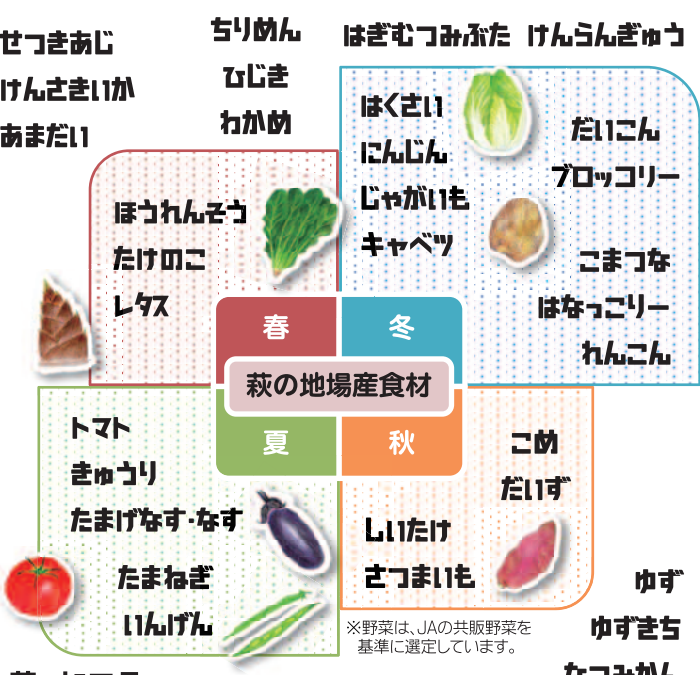 せつきあじ
けんさきいか
あまだい
ちりめん
ひじき
わかめ
はぎむつみぶた
けんらんぎゅう
ほうれんそう
たけのこ
レタス
はくさい
にんじん
じゃがいも
キャベツ
だいこん
ブロッコリー
こまつな
はなっこりー
れんこん
春
冬
萩の地場産食材
夏
秋
トマト
きゅうり
たまげなす・なす
たまねぎ
いんげん
こめ
だいず
しいたけ
さつまいも
※野菜は、JAの共販野菜を
基準に選定しています。
ゆず
ゆずきち
なつみかん